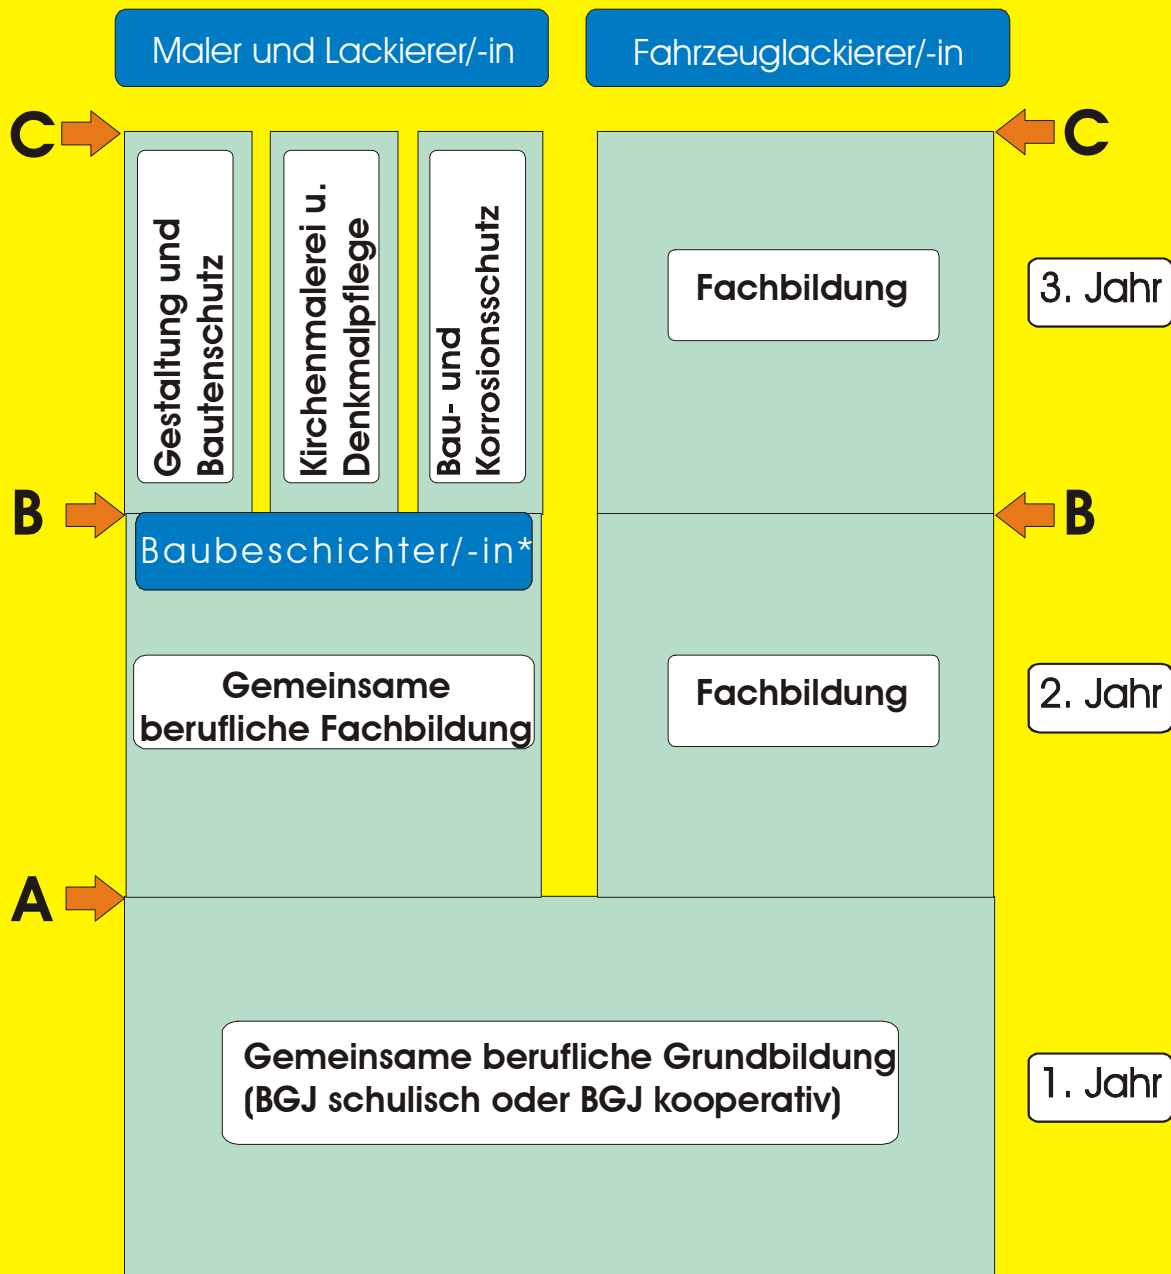 Maler und Lackierer/-in
Fahrzeuglackierer/-in
C
C
Gestaltung und
Bautenschutz
Kirchenmalerei u.
Denkmalpflege
Bau- und
Korrosionsschutz
Fachbildung
3. Jahr
B
B
Baubeschichter/-in*
Gemeinsame
berufliche Fachbildung
Fachbildung
2. Jahr
A
Gemeinsame berufliche Grundbildung
(BGJ schulisch oder BGJ kooperativ)
1. Jahr